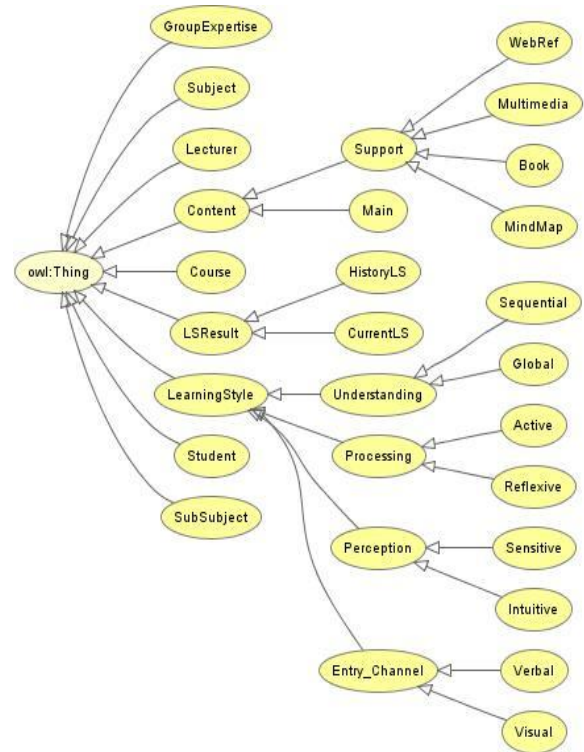 GroupExpertise
WebRef
Subject
Multimedia
Lecturer
Support
Book
Content
Main
MindMap
owl:Thing
Course
HistoryLS
Sequential
LSResult
CurrentLS
Global
LearningStyle
Understanding
Active
Student
Processing
Reflexive
SubSubject
Perception
Sensitive
Intuitive
Entry_Channel
Verbal
Visual